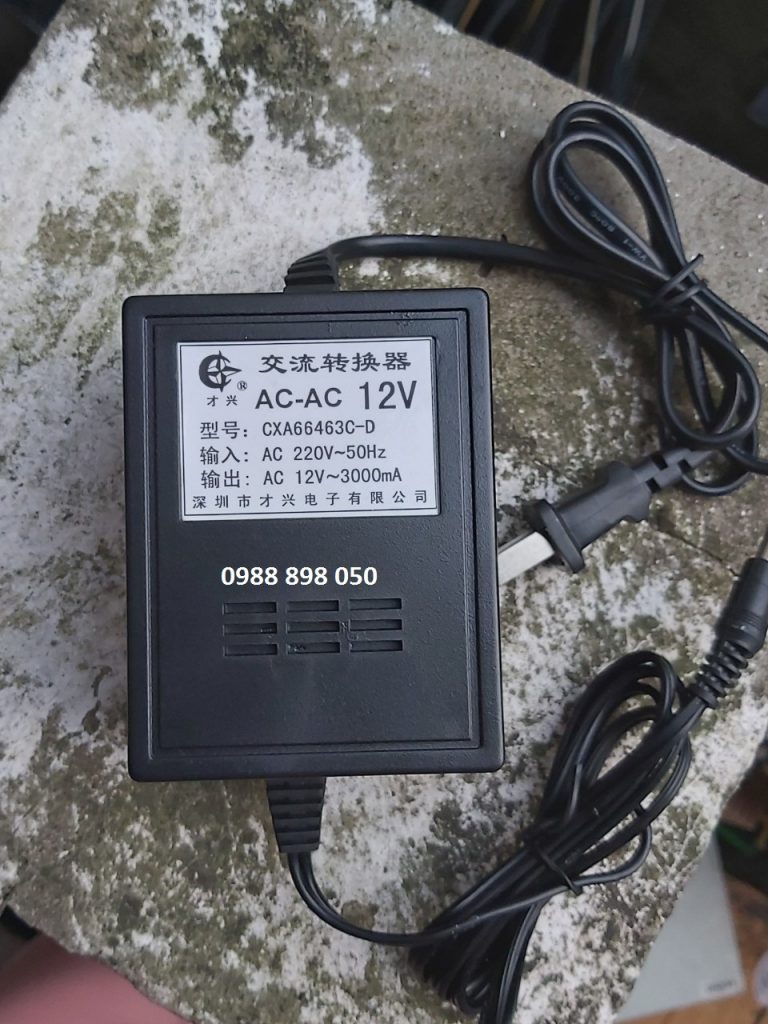 交流转换器
®
才兴
AC-AC 12V
型号: CXA66463C-D
输入: AC 220V~50Hz
输出: AC 12V~3000mA
深圳市才兴电子有限公司
0988 898 050